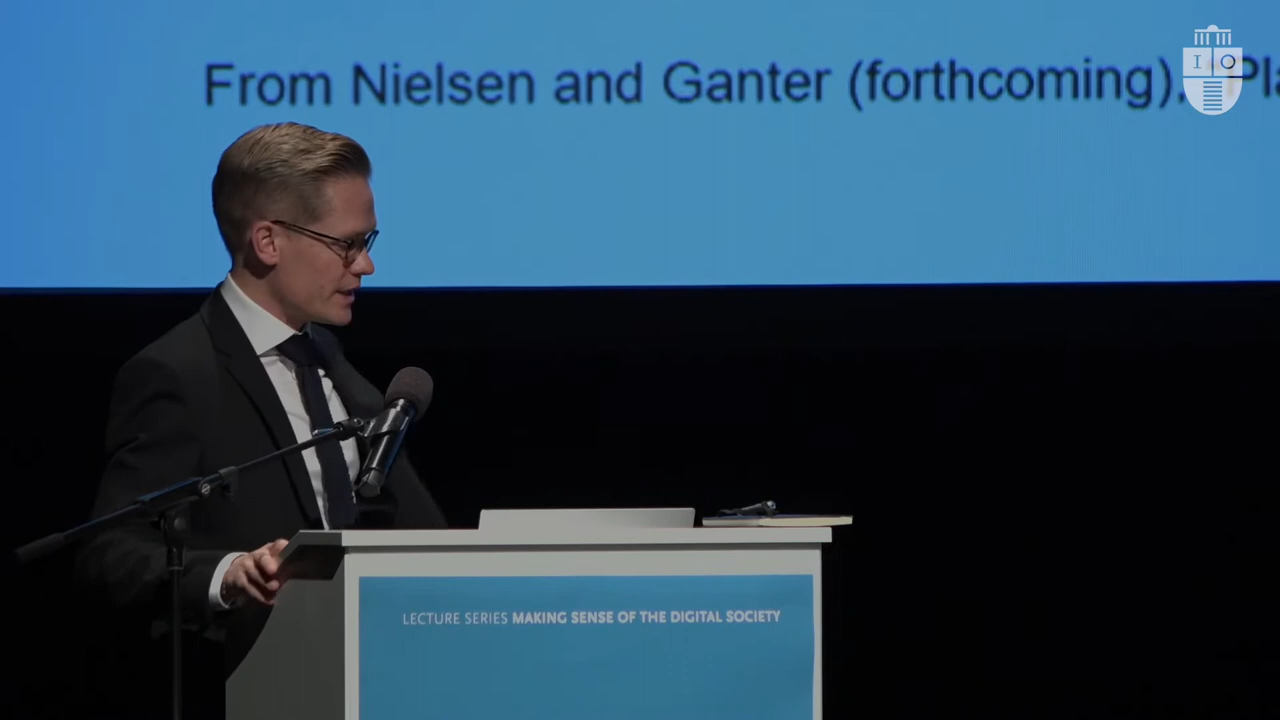 From Nielsen and Ganter (forthcoming),
I O
LECTURE SERIES MAKING SENSE OF THE DIGITAL SOCIETY